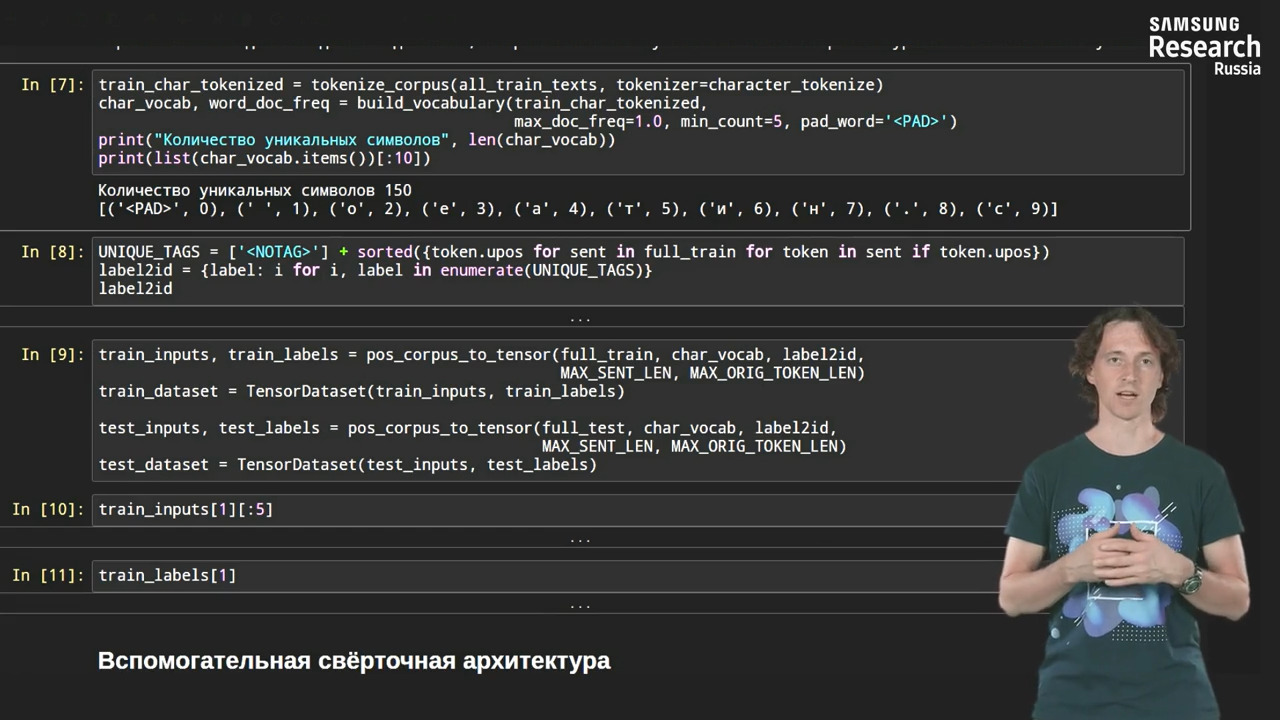 SAMSUNG
Research
Russia
In [7]:
train_char_tokenized = tokenize_corpus(all_train_texts, tokenizer=character_tokenize)
char_vocab, word_doc_freq = build_vocabulary(train_char_tokenized,
max_doc_freq=1.0, min_count=5, pad_word='<PAD>')
print("Количество уникальных символов", len(char_vocab))
print(list(char_vocab.items())[:10])
Количество уникальных символов 150
[('<PAD>', 0), (' ', 1), ('о', 2), ('е', 3), ('а', 4), ('т', 5), ('и', 6), ('н', 7), ('.', 8), ('с', 9)]
In [8]:
UNIQUE_TAGS = ['<NOTAG>'] + sorted({token.upos for sent in full_train for token in sent if token.upos})
label2id = {label: i for i, label in enumerate(UNIQUE_TAGS)}
label2id
...
In [9]:
train_inputs, train_labels = pos_corpus_to_tensor(full_train, char_vocab, label2id,
MAX_SENT_LEN, MAX_ORIG_TOKEN_LEN)
train_dataset = TensorDataset(train_inputs, train_labels)
test_inputs, test_labels = pos_corpus_to_tensor(full_test, char_vocab, label2id,
MAX_SENT_LEN, MAX_ORIG_TOKEN_LEN)
test_dataset = TensorDataset(test_inputs, test_labels)
In [10]:
train_inputs[1][:5]
...
In [11]:
train_labels[1]
...
Вспомогательная свёрточная архитектура